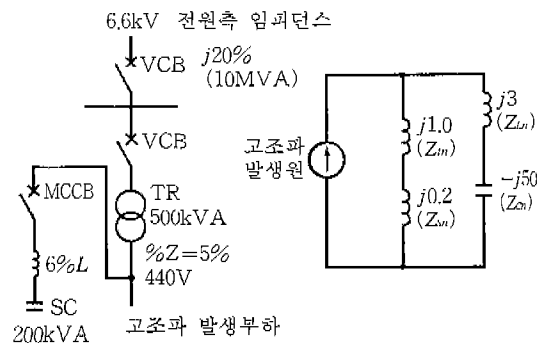 6.6kV 전원측 임피던스
VCB
j20%
(10MVA)
VCB
MCCB
TR
500kVA
%Z=5%
440V
6%L
SC
200kVA
고조파 발생부하
고조파
발생원
j1.0
(Ztn)
j0.2
(Zsn)
j3
(ZLn)
-j50
(Zcn)